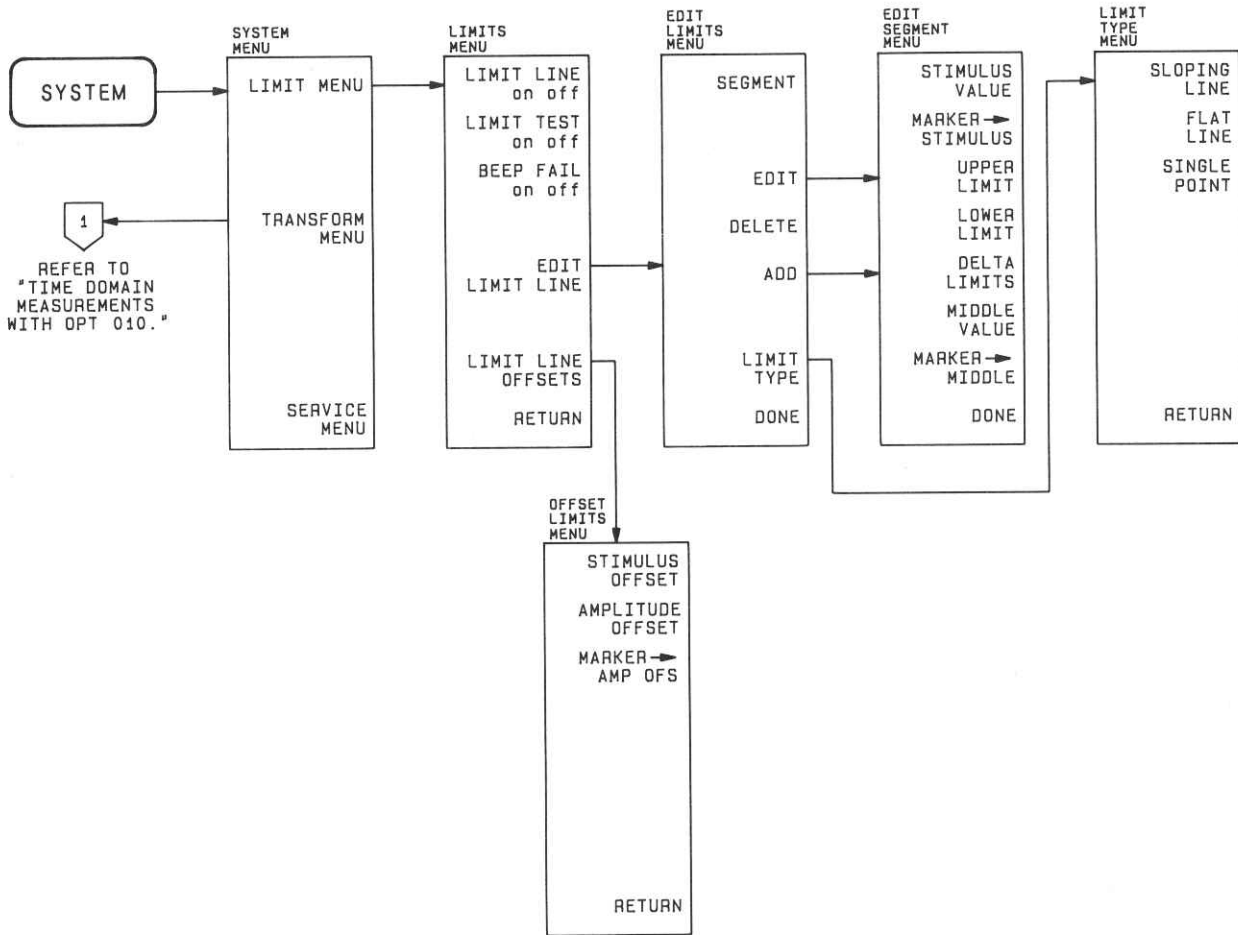 SYSTEM
1
REFER TO
"TIME DOMAIN
MEASUREMENTS
WITH OPT 010."
SYSTEM
MENU
LIMIT MENU
TRANSFORM
MENU
SERVICE
MENU
LIMITS
MENU
LIMIT LINE
on off
LIMIT TEST
on off
BEEP FAIL
on off
EDIT
LIMIT LINE
LIMIT LINE
OFFSETS
RETURN
EDIT
LIMITS
MENU
SEGMENT
EDIT
DELETE
ADD
LIMIT
TYPE
DONE
EDIT
SEGMENT
MENU
STIMULUS
VALUE
MARKER→
STIMULUS
UPPER
LIMIT
LOWER
LIMIT
DELTA
LIMITS
MIDDLE
VALUE
MARKER→
MIDDLE
DONE
LIMIT
TYPE
MENU
SLOPING
LINE
FLAT
LINE
SINGLE
POINT
RETURN
OFFSET
LIMITS
MENU
STIMULUS
OFFSET
AMPLITUDE
OFFSET
MARKER→
AMP OFS
RETURN